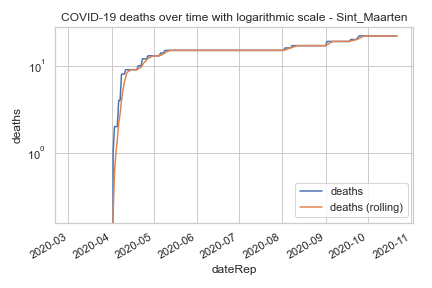 COVID-19 deaths over time with logarithmic scale - Sint_Maarten
deaths
10¹
10⁰
deaths
deaths (rolling)
2020-03
2020-04
2020-05
2020-06
2020-07
2020-08
2020-09
2020-10
2020-11
dateRep